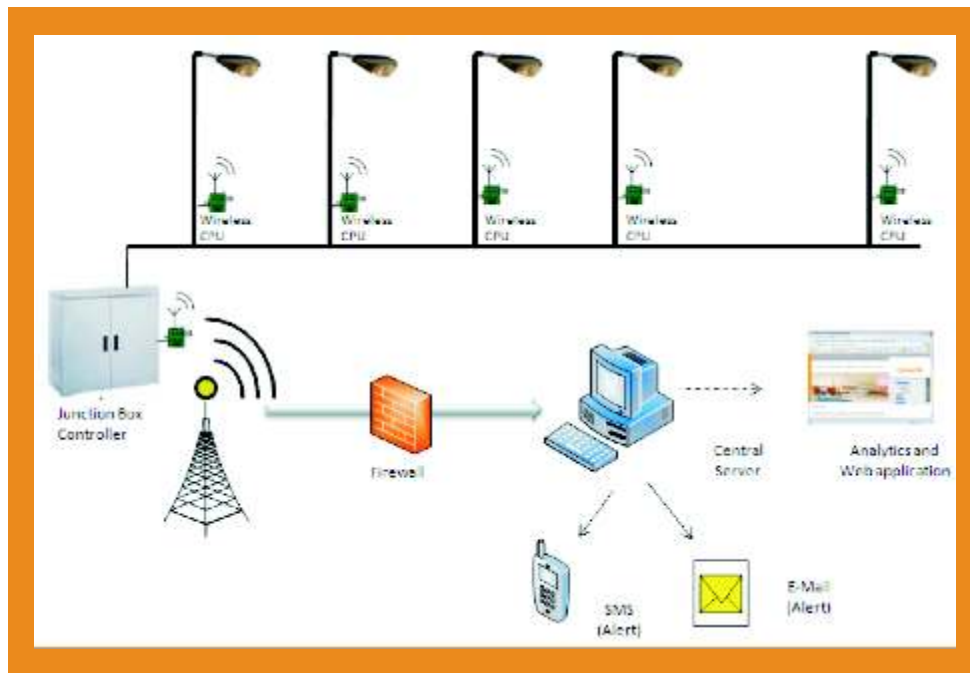 Wireless
CPU
Wireless
CPU
Wireless
CPU
Wireless
CPU
Wireless
CPU
Junction Box
Controller
Firewall
Central
Server
Analytics and
Web application
SMS
(Alert)
E-Mail
(Alert)